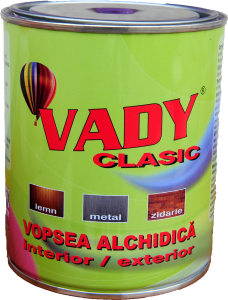 VADY®
CLASIC
lemn metal zidarie
VOPSEA ALCHIDICĂ
interior / exterior